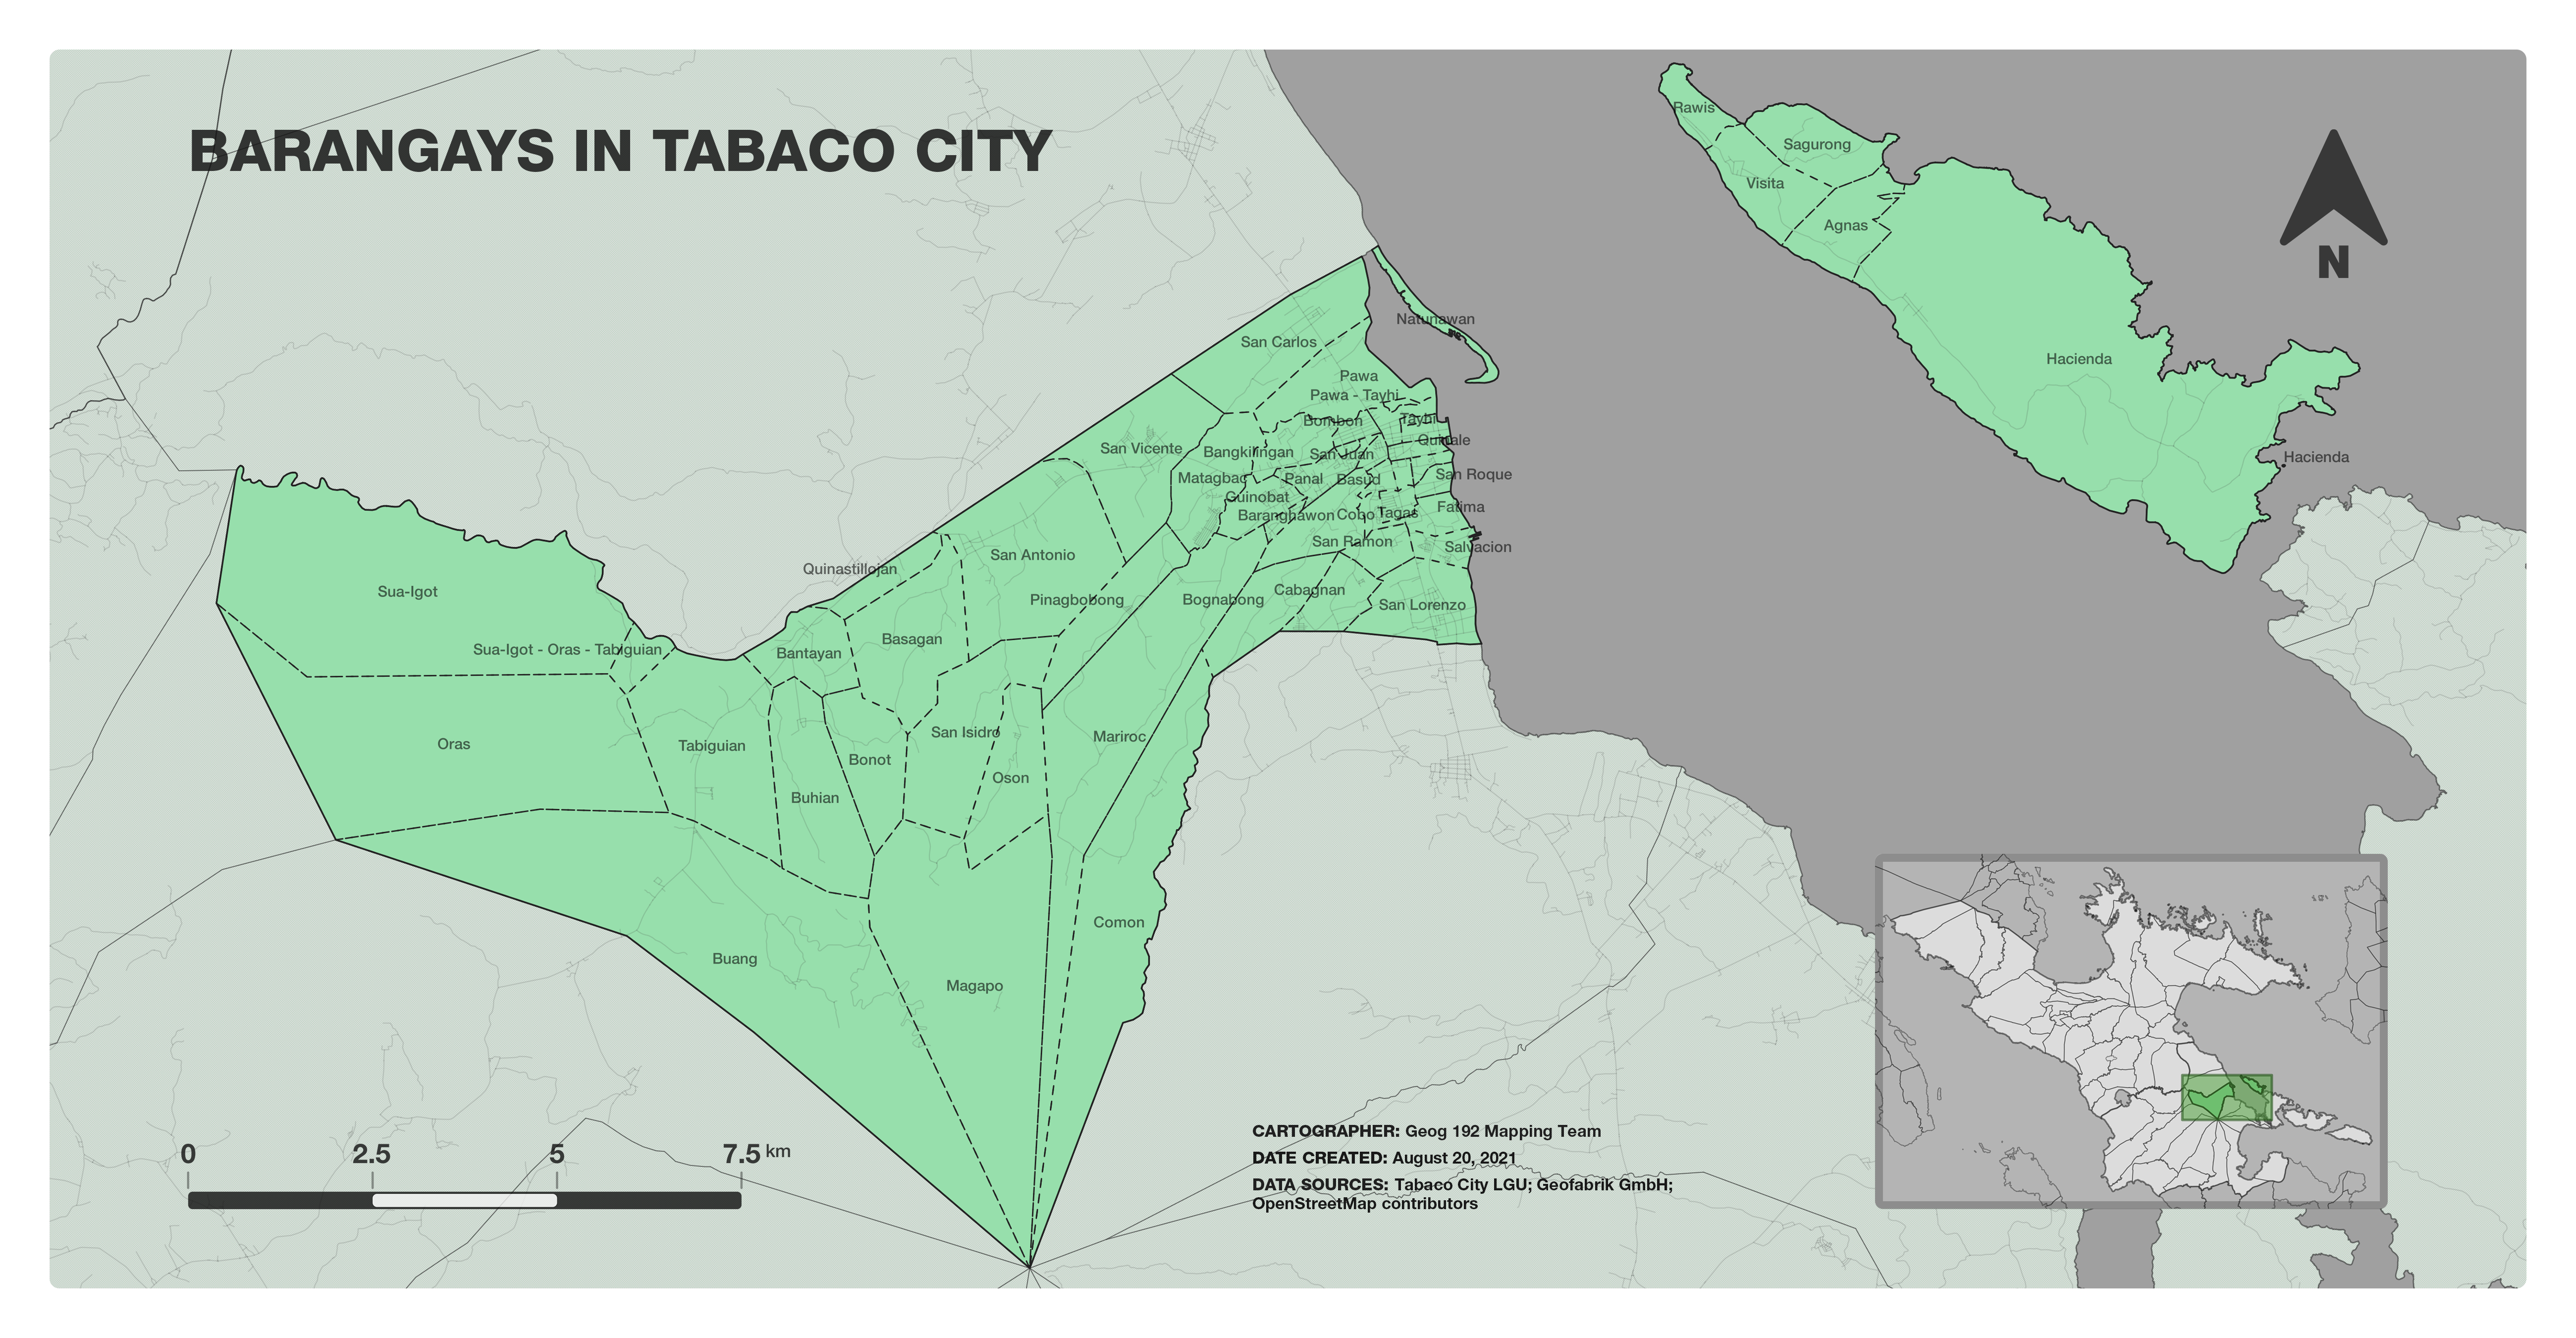 BARANGAYS IN TABACO CITY
Rawis
Sagurong
Visita
Agnas
N
Natunawan
San Carlos
Hacienda
Pawa
Pawa - Tayhi
Bombon
Tayhi
Quinale
San Vicente
Bangkilingan
San Juan
Hacienda
Matagbac
Panal
Basud
San Roque
Guinobat
Fatima
Baranghawon
Cobo
Tagas
San Ramon
Salvacion
San Antonio
Quinastillojan
Sua-Igot
Pinagbobong
Bognabong
Cabagnan
San Lorenzo
Basagan
Sua-Igot - Oras - Tabiguian
Bantayan
Oras
Tabiguian
San Isidro
Mariroc
Bonot
Oson
Buhian
Comon
Buang
Magapo
0 2.5 5 7.5 km
CARTOGRAPHER: Geog 192 Mapping Team
DATE CREATED: August 20, 2021
DATA SOURCES: Tabaco City LGU; Geofabrik GmbH;
OpenStreetMap contributors